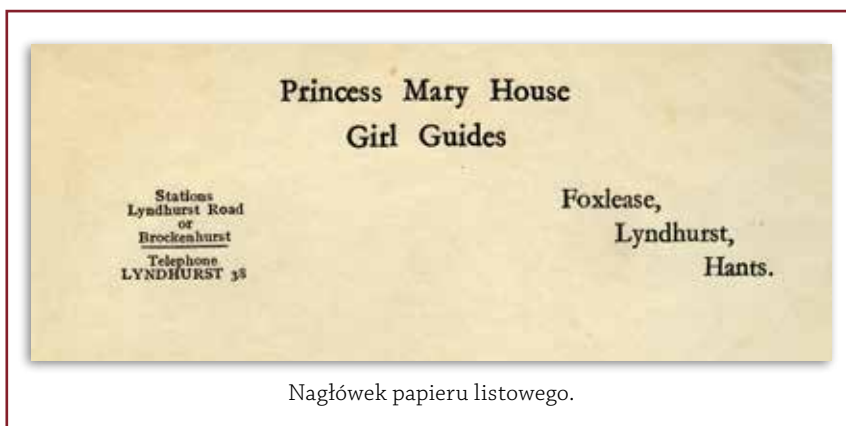 Princess Mary House
Girl Guides
Stations
Lyndhurst Road
or
Brockenhurst
Telephone
LYNDHURST 38
Foxlease,
Lyndhurst,
Hants.
Nagłówek papieru listowego.